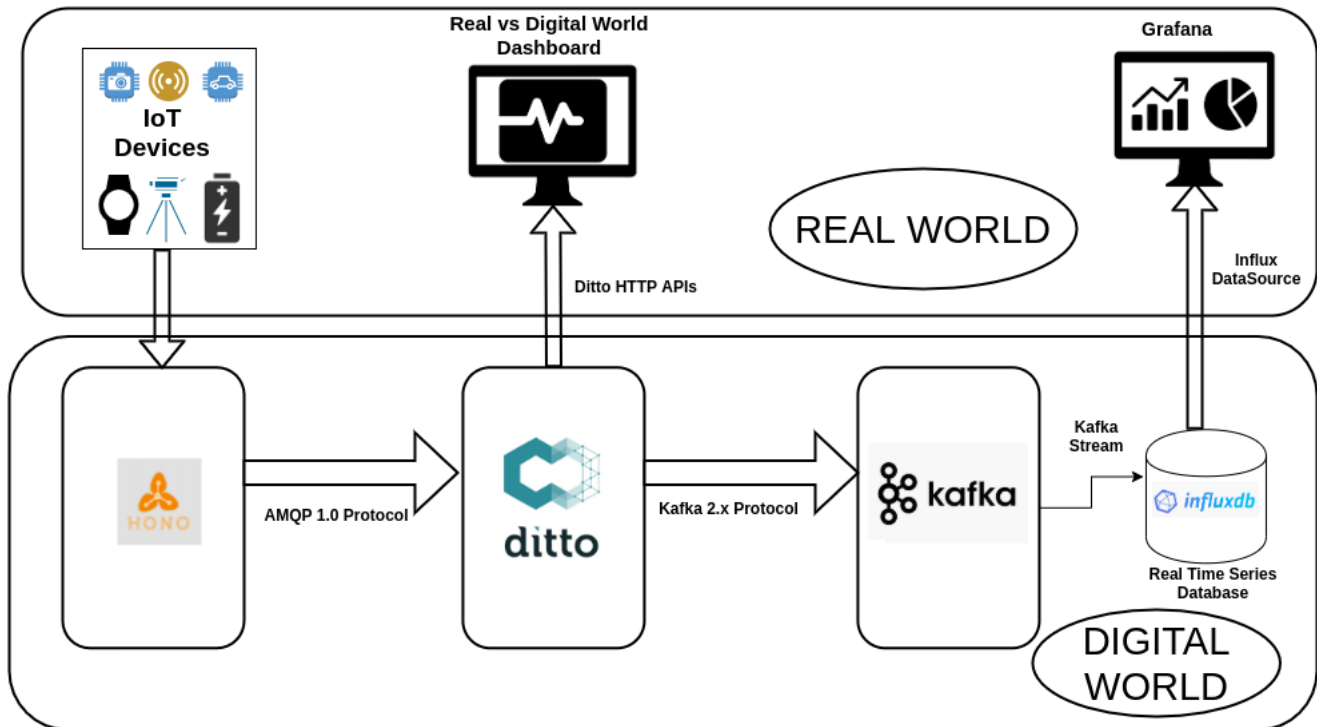 Real vs Digital World
Dashboard
Grafana
IoT
Devices
REAL WORLD
Ditto HTTP APIs
Influx
DataSource
Kafka
Stream
HONO
AMQP 1.0 Protocol
ditto
Kafka 2.x Protocol
kafka
influxdb
Real Time Series
Database
DIGITAL
WORLD